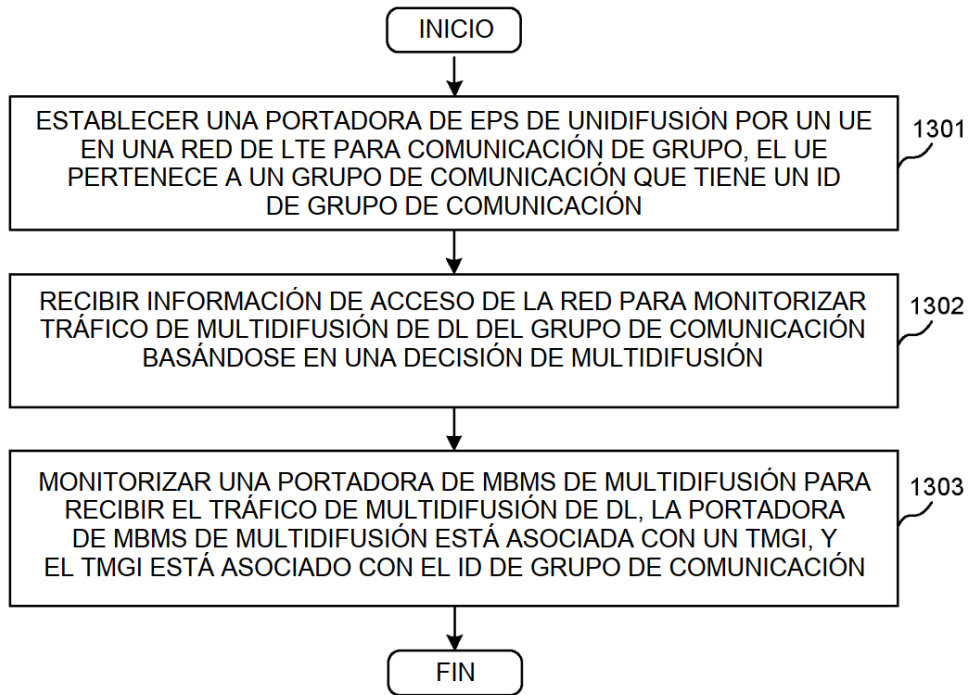 INICIO
ESTABLECER UNA PORTADORA DE EPS DE UNIDIFUSIÓN POR UN UE
EN UNA RED DE LTE PARA COMUNICACIÓN DE GRUPO, EL UE
PERTENECE A UN GRUPO DE COMUNICACIÓN QUE TIENE UN ID
DE GRUPO DE COMUNICACIÓN
1301
RECIBIR INFORMACIÓN DE ACCESO DE LA RED PARA MONITORIZAR
TRÁFICO DE MULTIDIFUSIÓN DE DL DEL GRUPO DE COMUNICACIÓN
BASÁNDOSE EN UNA DECISIÓN DE MULTIDIFUSIÓN
1302
MONITORIZAR UNA PORTADORA DE MBMS DE MULTIDIFUSIÓN PARA
RECIBIR EL TRÁFICO DE MULTIDIFUSIÓN DE DL, LA PORTADORA
DE MBMS DE MULTIDIFUSIÓN ESTÁ ASOCIADA CON UN TMGI, Y
EL TMGI ESTÁ ASOCIADO CON EL ID DE GRUPO DE COMUNICACIÓN
1303
FIN